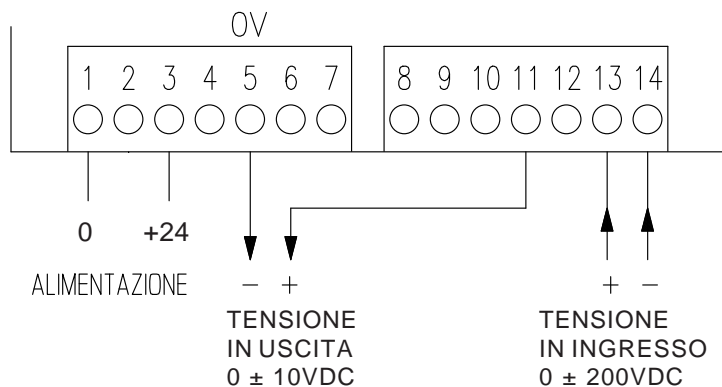 0V
1 2 3 4 5 6 7 8 9 10 11 12 13 14
0 +24
ALIMENTAZIONE
- +
TENSIONE
IN USCITA
0 ± 10VDC
+ -
TENSIONE
IN INGRESSO
0 ± 200VDC